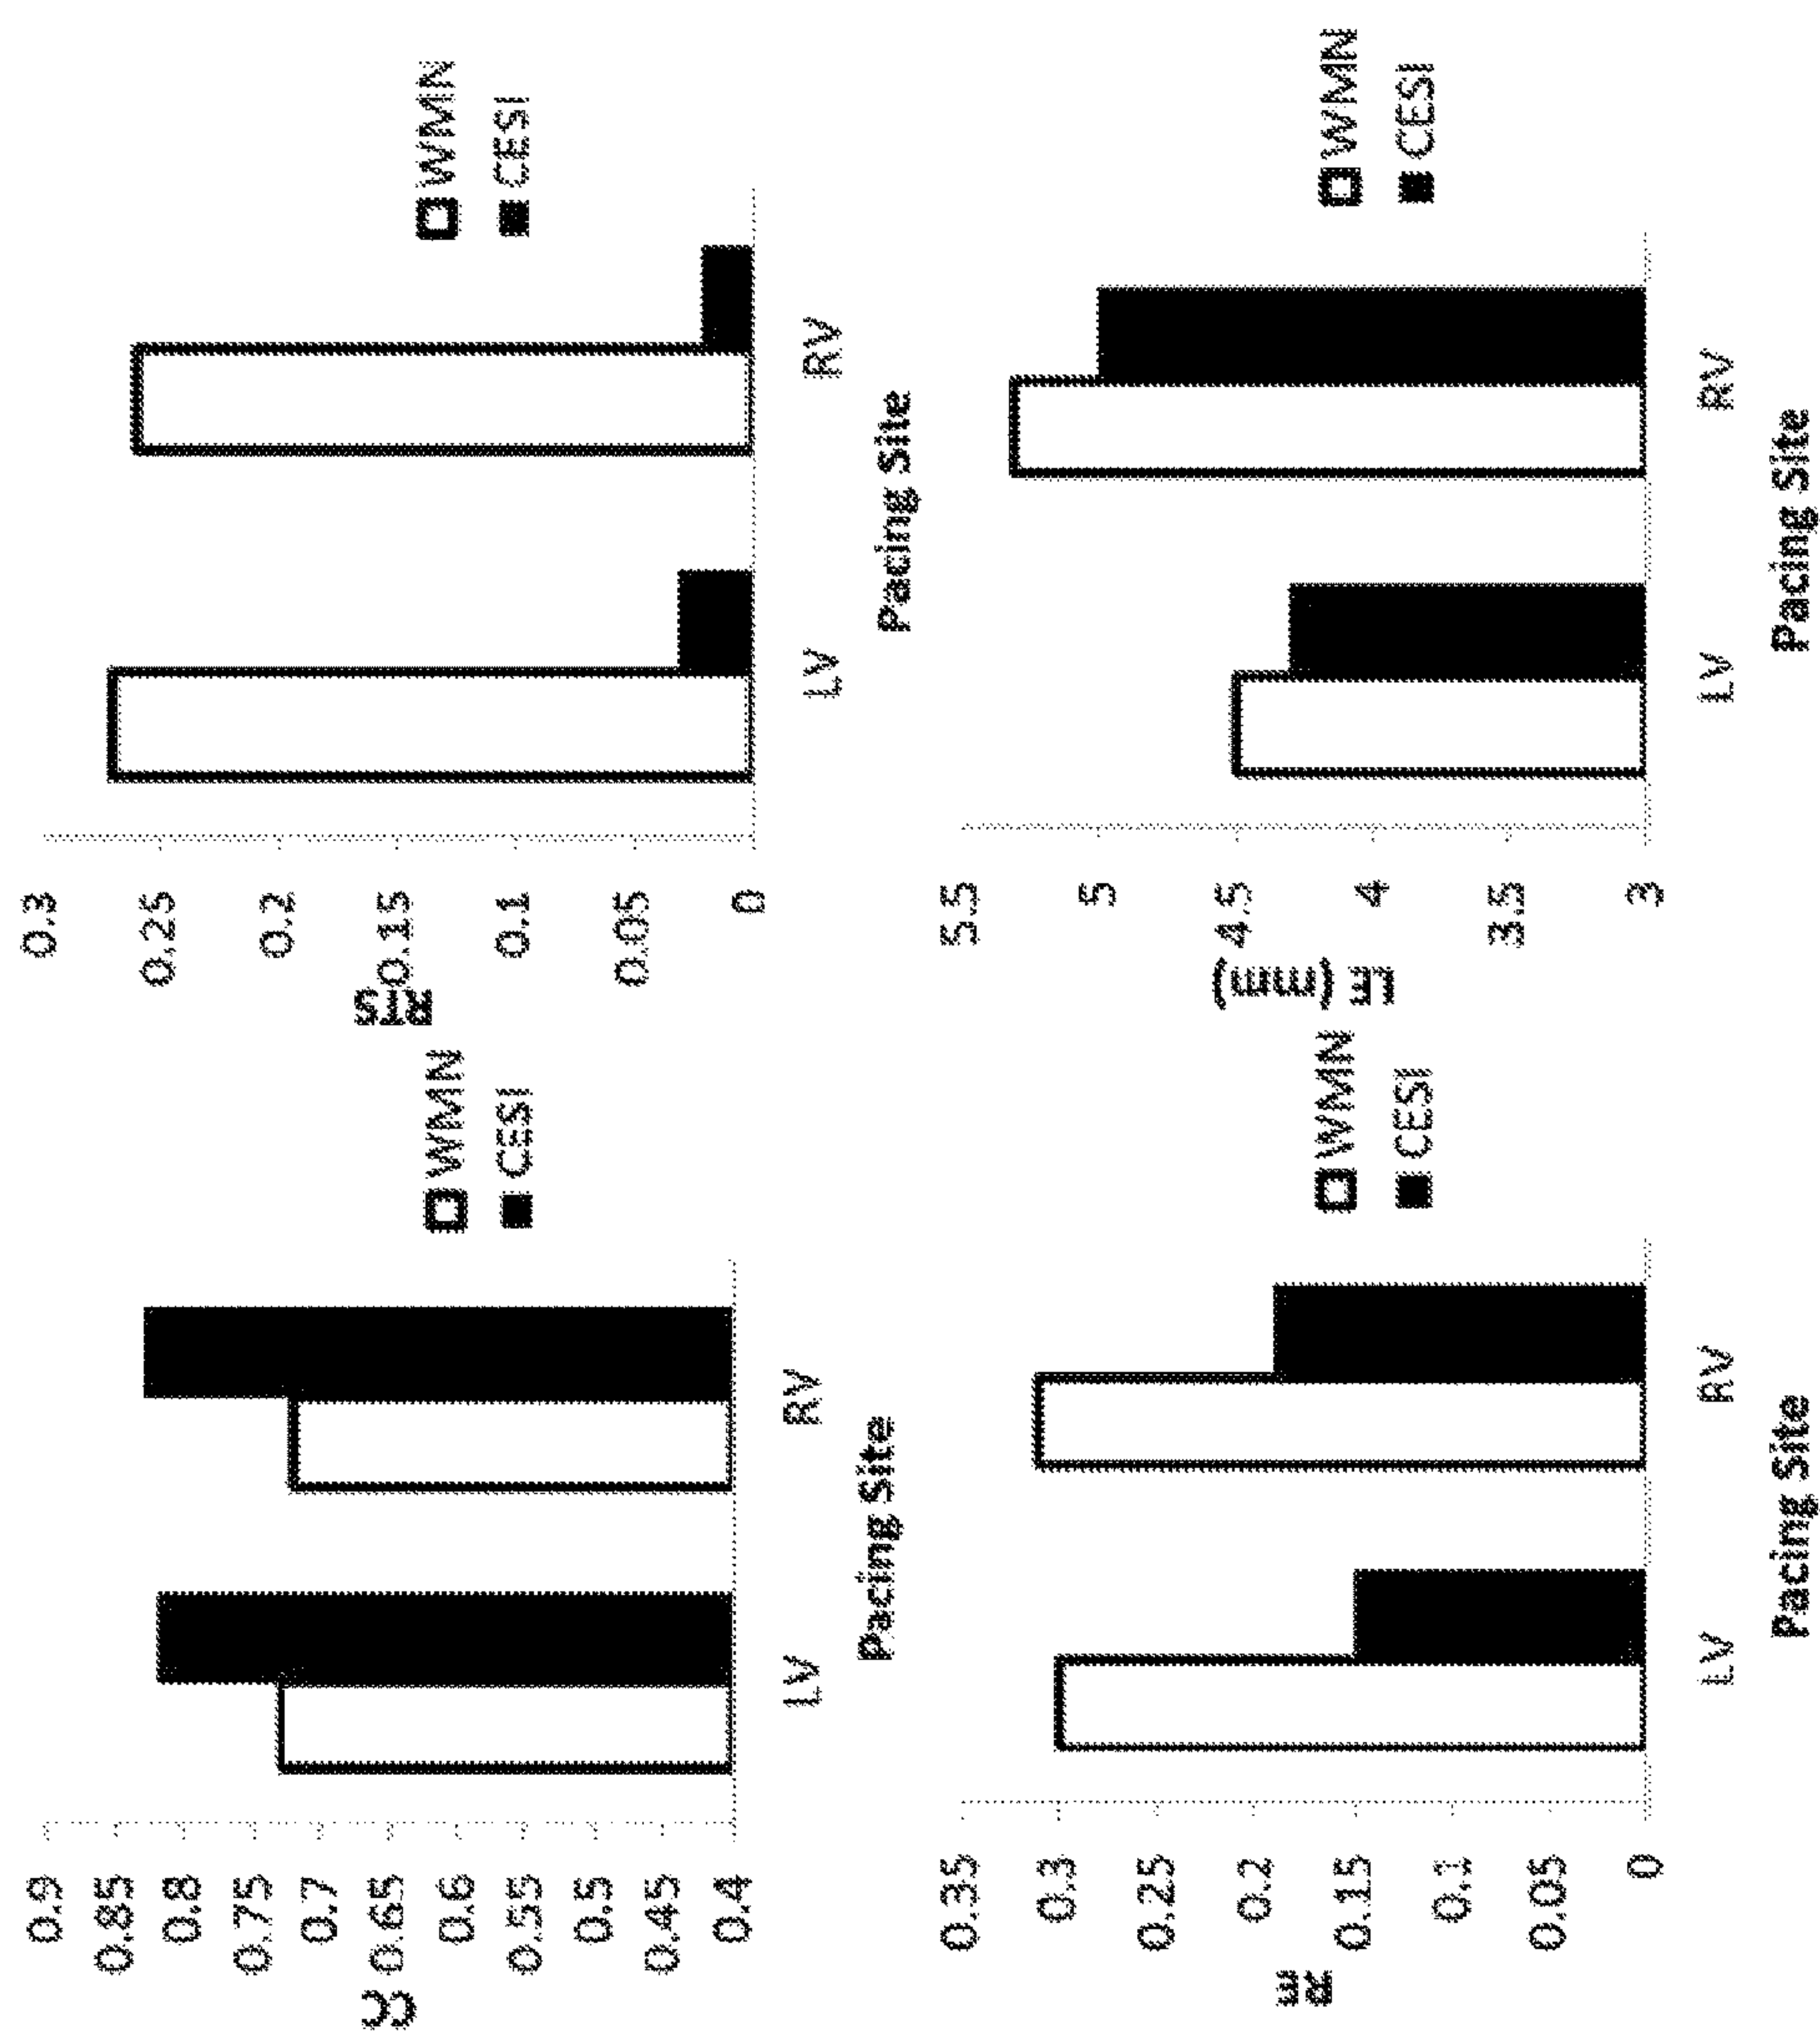 CC
0.9
0.85
0.8
0.75
0.7
0.65
0.6
0.55
0.5
0.45
0.4
LV
RV
Pacing Site
WMN
CESI
RTS
0.3
0.25
0.2
0.15
0.1
0.05
0
LV
RV
Pacing Site
WMN
CESI
RE
0.35
0.3
0.25
0.2
0.15
0.1
0.05
0
LV
RV
Pacing Site
WMN
CESI
LE (mm)
5.5
5
4.5
4
3.5
3
LV
RV
Pacing Site
WMN
CESI